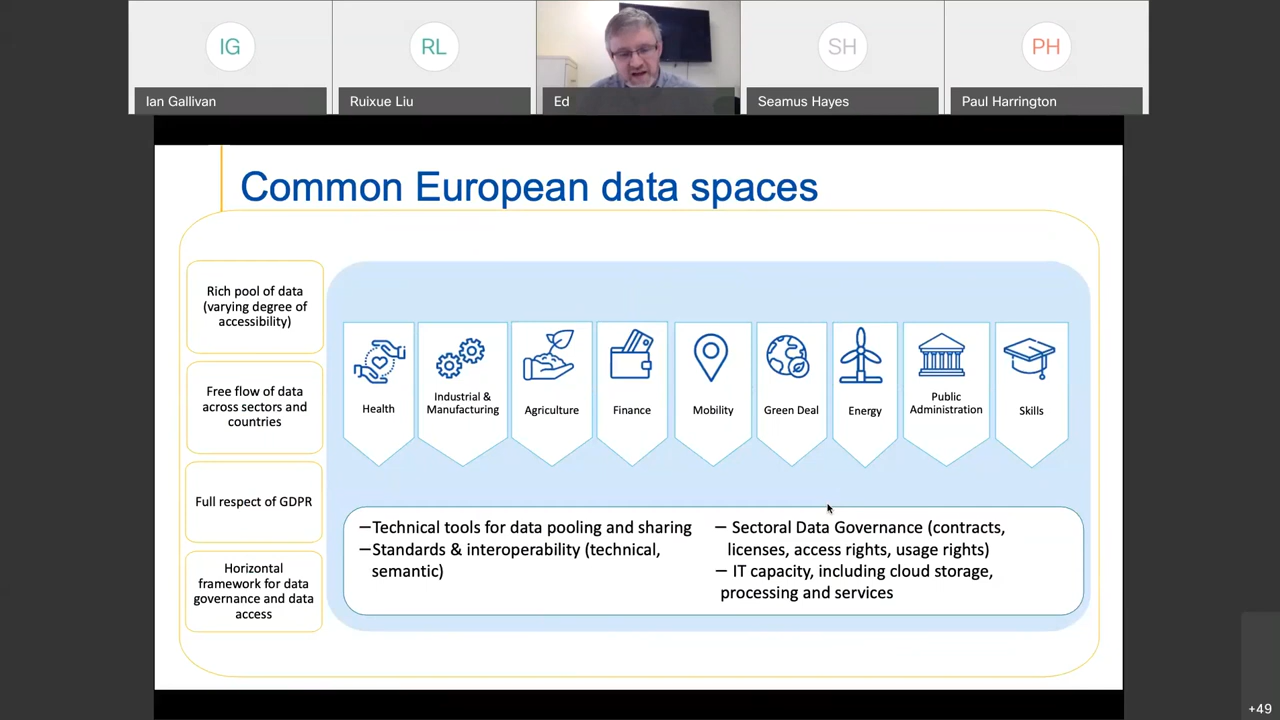 IG
RL
SH
PH
Ian Gallivan
Ruixue Liu
Ed
Seamus Hayes
Paul Harrington
Common European data spaces
Rich pool of data
(varying degree of
accessibility)
Free flow of data
across sectors and
countries
Full respect of GDPR
Horizontal
framework for data
governance and data
access
Health
Industrial &
Manufacturing
Agriculture
Finance
Mobility
Green Deal
Energy
Public
Administration
Skills
–Technical tools for data pooling and sharing
–Standards & interoperability (technical,
semantic)
– Sectoral Data Governance (contracts,
licenses, access rights, usage rights)
– IT capacity, including cloud storage,
processing and services
+49